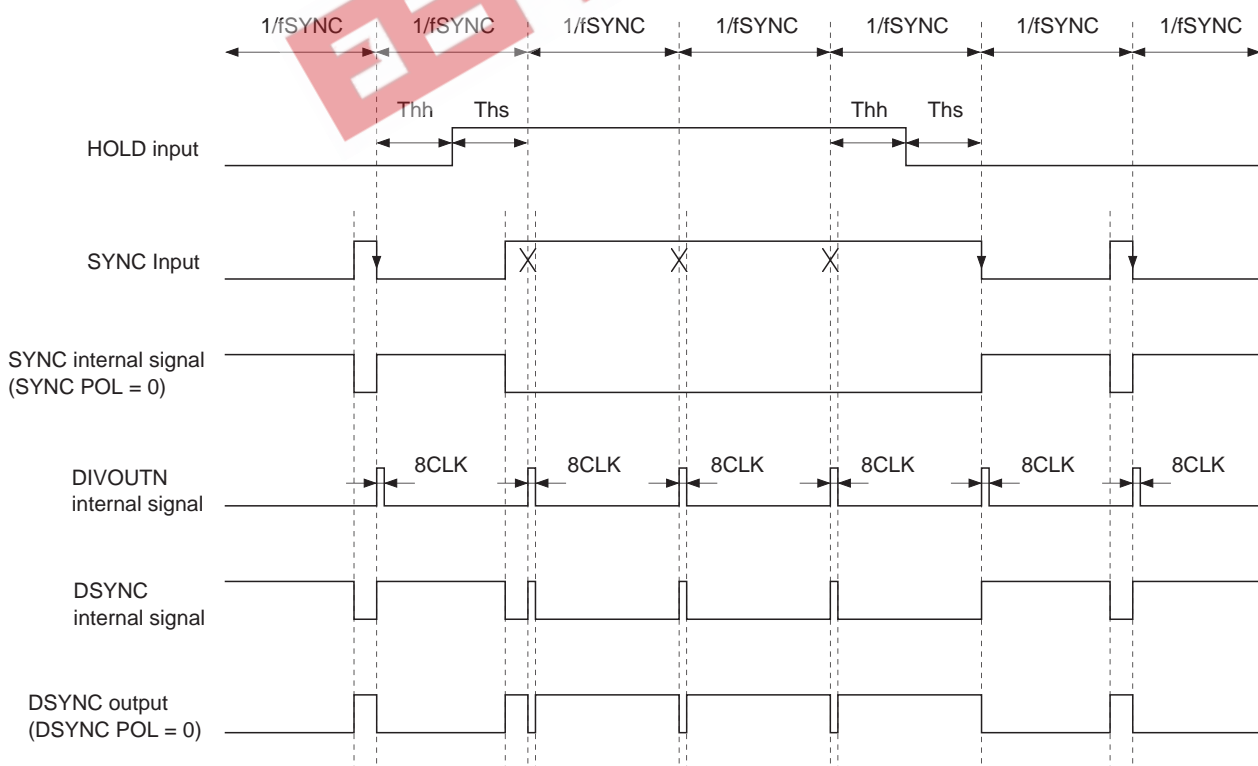 1/fSYNC 1/fSYNC 1/fSYNC 1/fSYNC 1/fSYNC 1/fSYNC 1/fSYNC
Thh Ths Thh Ths
HOLD input
SYNC Input
SYNC internal signal
(SYNC POL = 0)
8CLK 8CLK 8CLK 8CLK 8CLK 8CLK
DIVOUTN
internal signal
DSYNC
internal signal
DSYNC output
(DSYNC POL = 0)